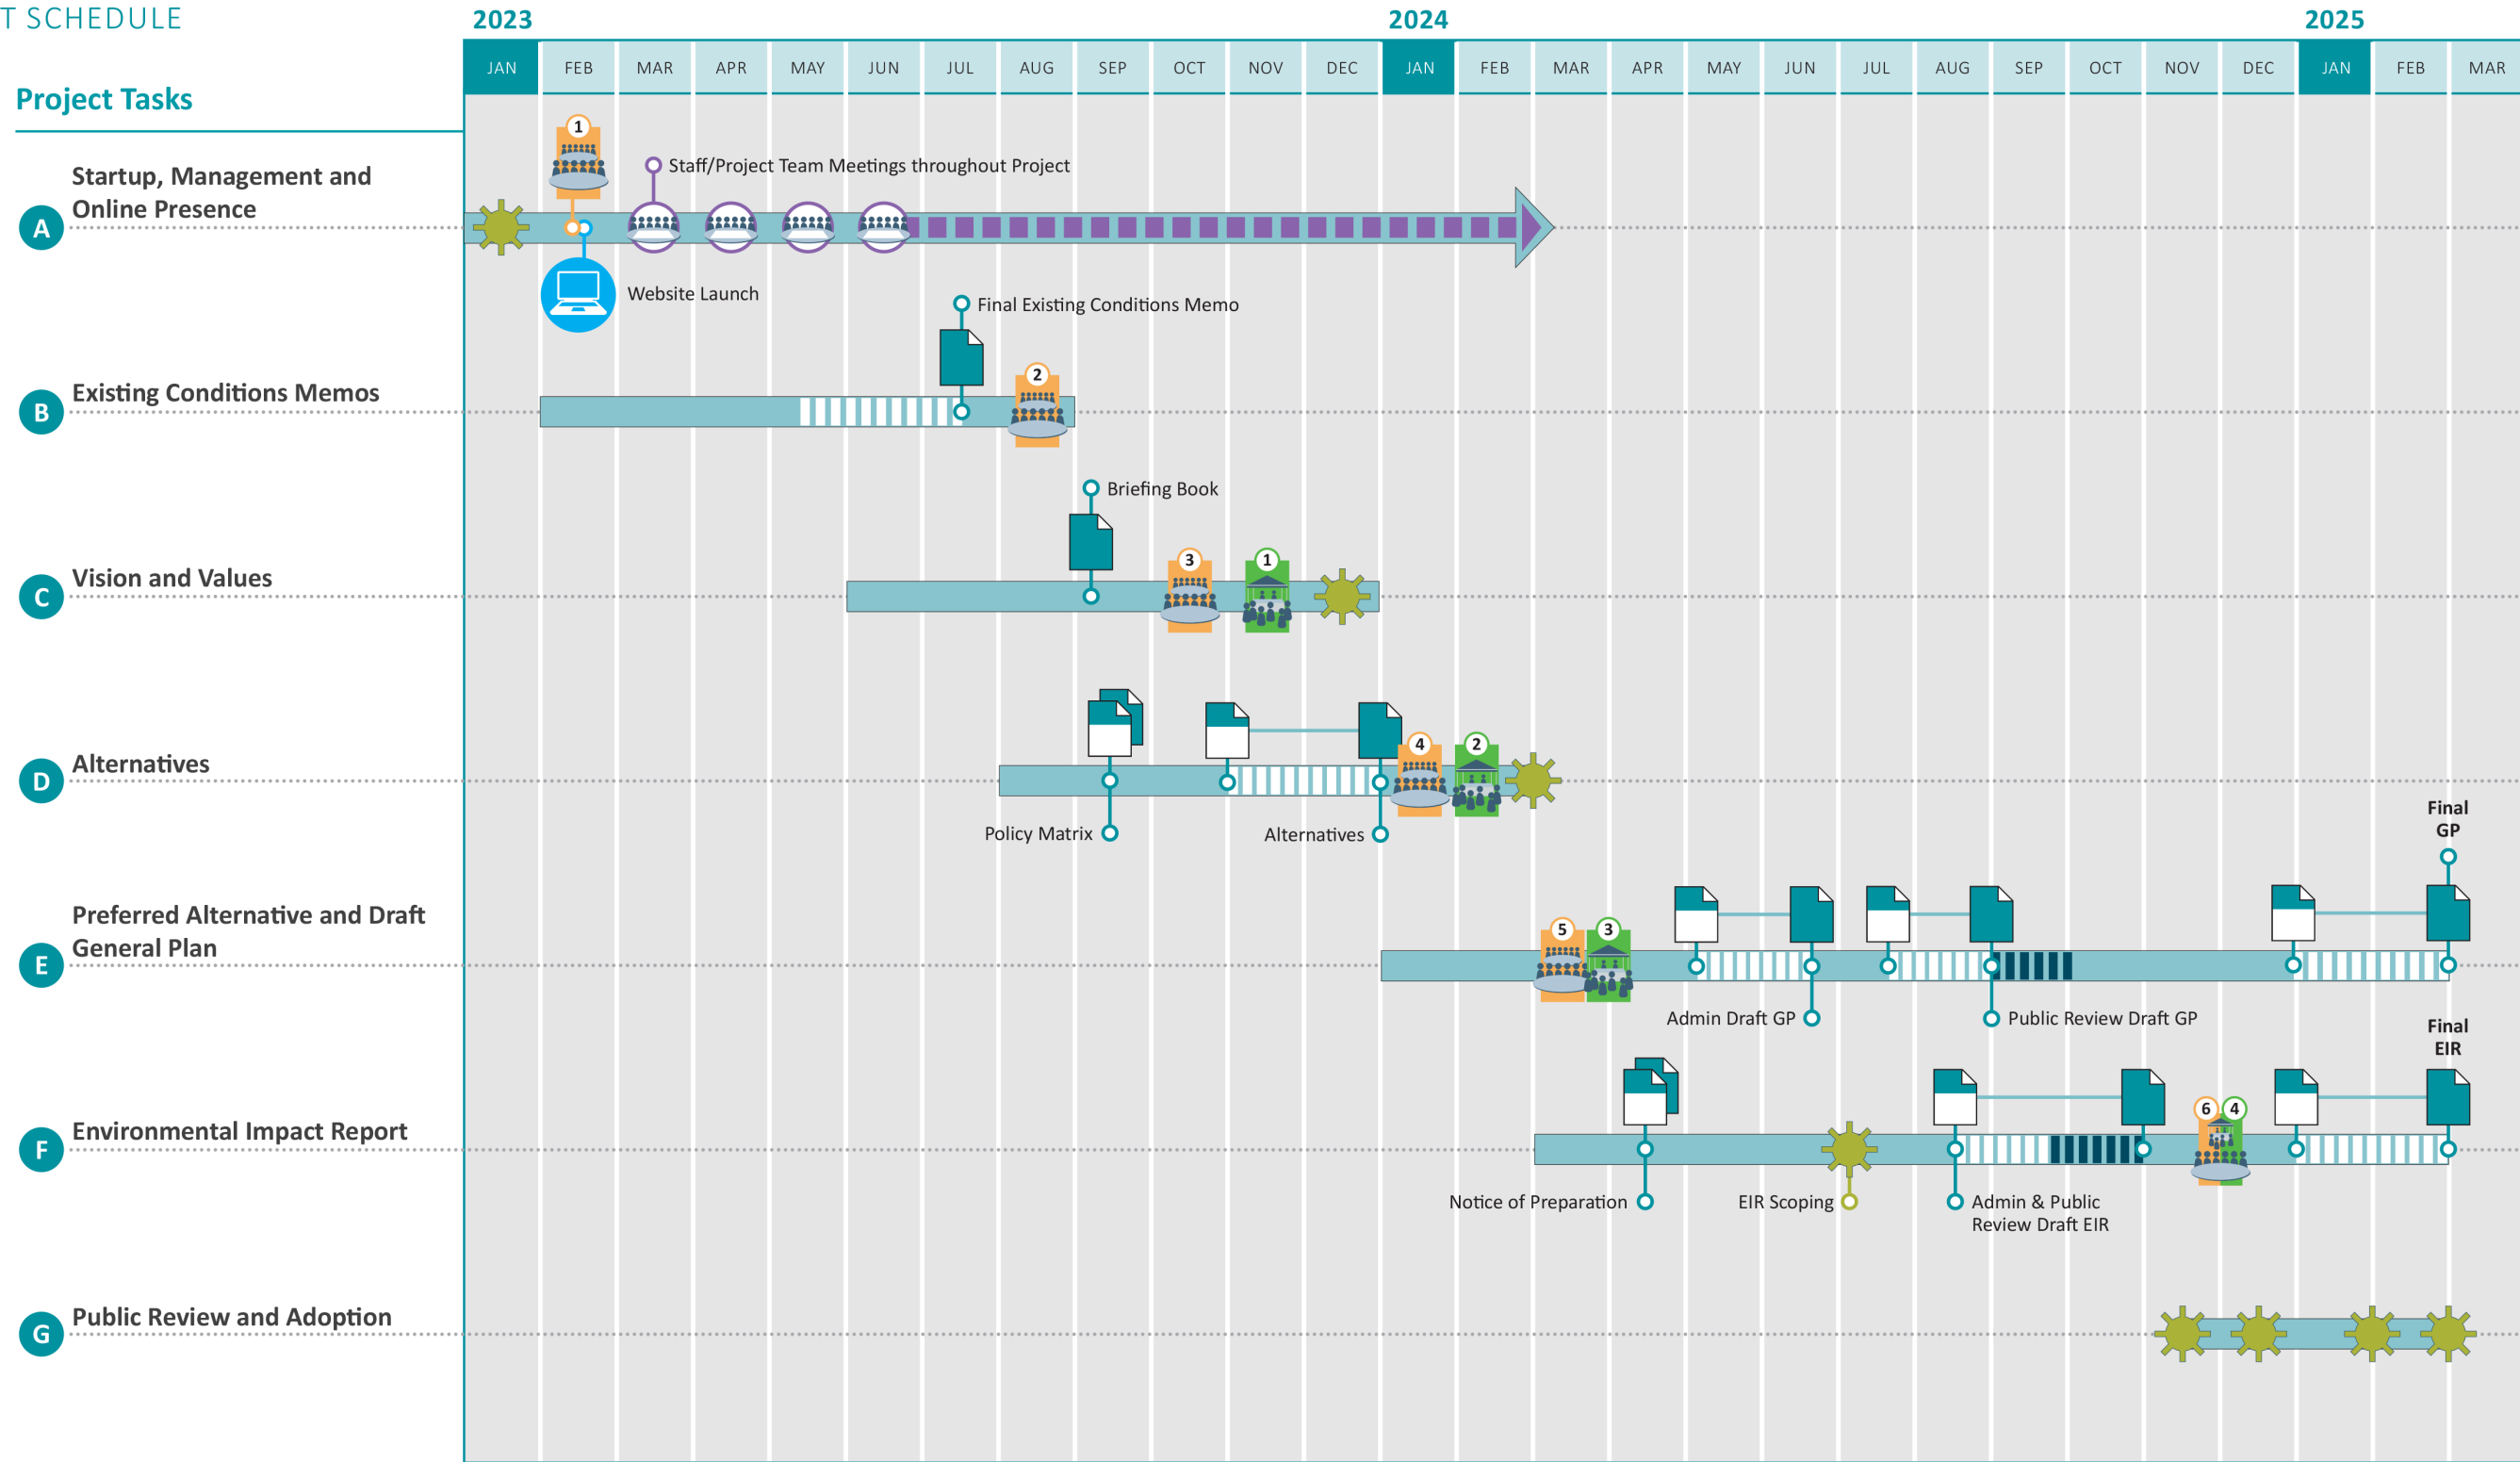 T SCHEDULE
2023 2024 2025
JAN FEB MAR APR MAY JUN JUL AUG SEP OCT NOV DEC JAN FEB MAR APR MAY JUN JUL AUG SEP OCT NOV DEC JAN FEB MAR
Project Tasks
1
Staff/Project Team Meetings throughout Project
Startup, Management and
Online Presence
A
Website Launch
Final Existing Conditions Memo
2
Existing Conditions Memos
B
Briefing Book
3 1
Vision and Values
C
4 2
Alternatives
D
Policy Matrix
Alternatives
Final
GP
Preferred Alternative and Draft
General Plan
5 3
E
Admin Draft GP
Public Review Draft GP
Final
EIR
6 4
Environmental Impact Report
F
Notice of Preparation
EIR Scoping
Admin & Public
Review Draft EIR
Public Review and Adoption
G